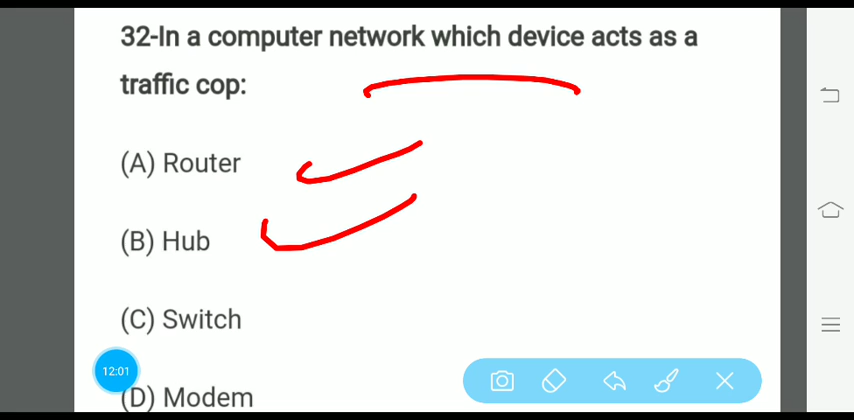 32-In a computer network which device acts as a
traffic cop:
(A) Router
(B) Hub
(C) Switch
12:01
(D) Modem